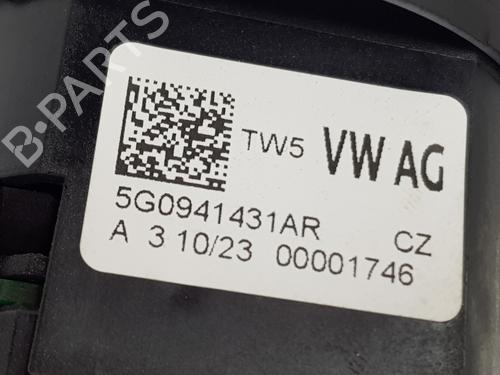 B-PARTS
TW5 VW AG
5G0941431AR CZ
A 3 10/23 00001746